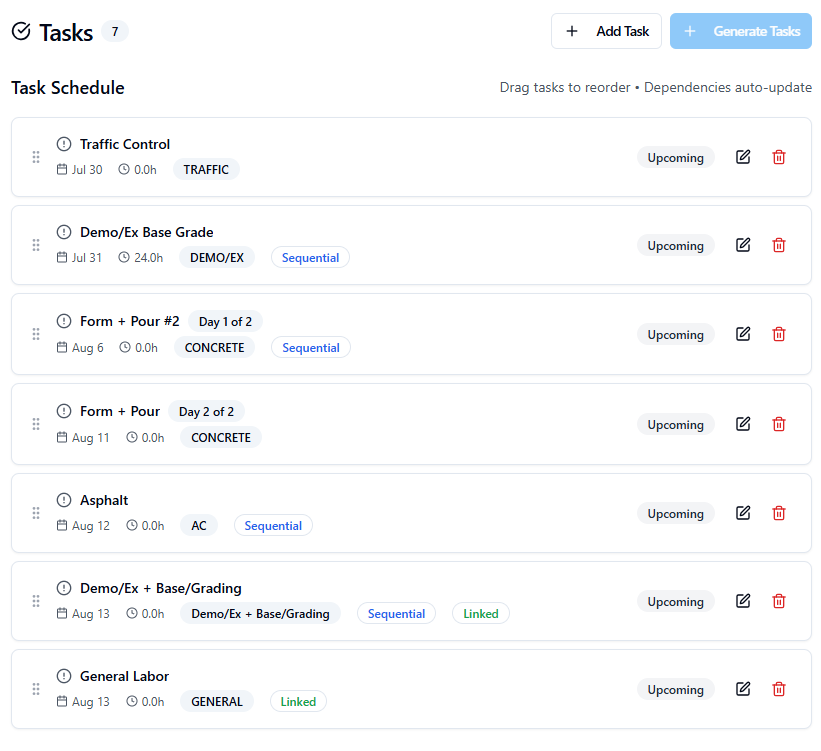 Tasks 7
Add Task
Generate Tasks
Task Schedule
Drag tasks to reorder • Dependencies auto-update
Traffic Control
Jul 30 0.0h TRAFFIC
Upcoming
Demo/Ex Base Grade
Jul 31 24.0h DEMO/EX Sequential
Upcoming
Form + Pour #2 Day 1 of 2
Aug 6 0.0h CONCRETE Sequential
Upcoming
Form + Pour Day 2 of 2
Aug 11 0.0h CONCRETE
Upcoming
Asphalt
Aug 12 0.0h AC Sequential
Upcoming
Demo/Ex + Base/Grading
Aug 13 0.0h Demo/Ex + Base/Grading Sequential Linked
Upcoming
General Labor
Aug 13 0.0h GENERAL Linked
Upcoming